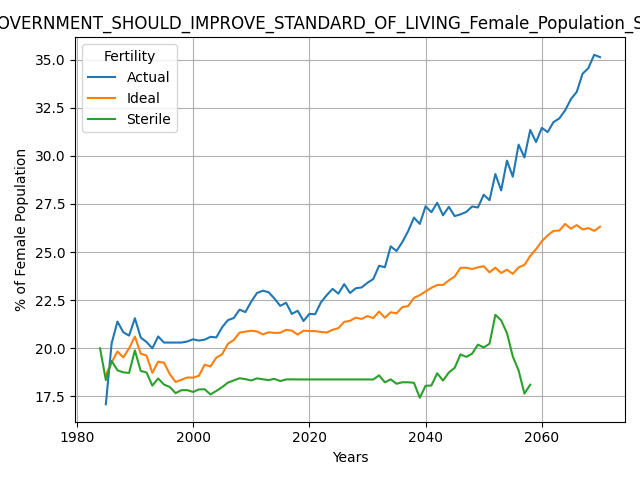 OVERNMENT_SHOULD_IMPROVE_STANDARD_OF_LIVING_Female_Population_S
Fertility
Actual
Ideal
Sterile
35.0
32.5
30.0
27.5
25.0
22.5
20.0
17.5
% of Female Population
1980 2000 2020 2040 2060
Years